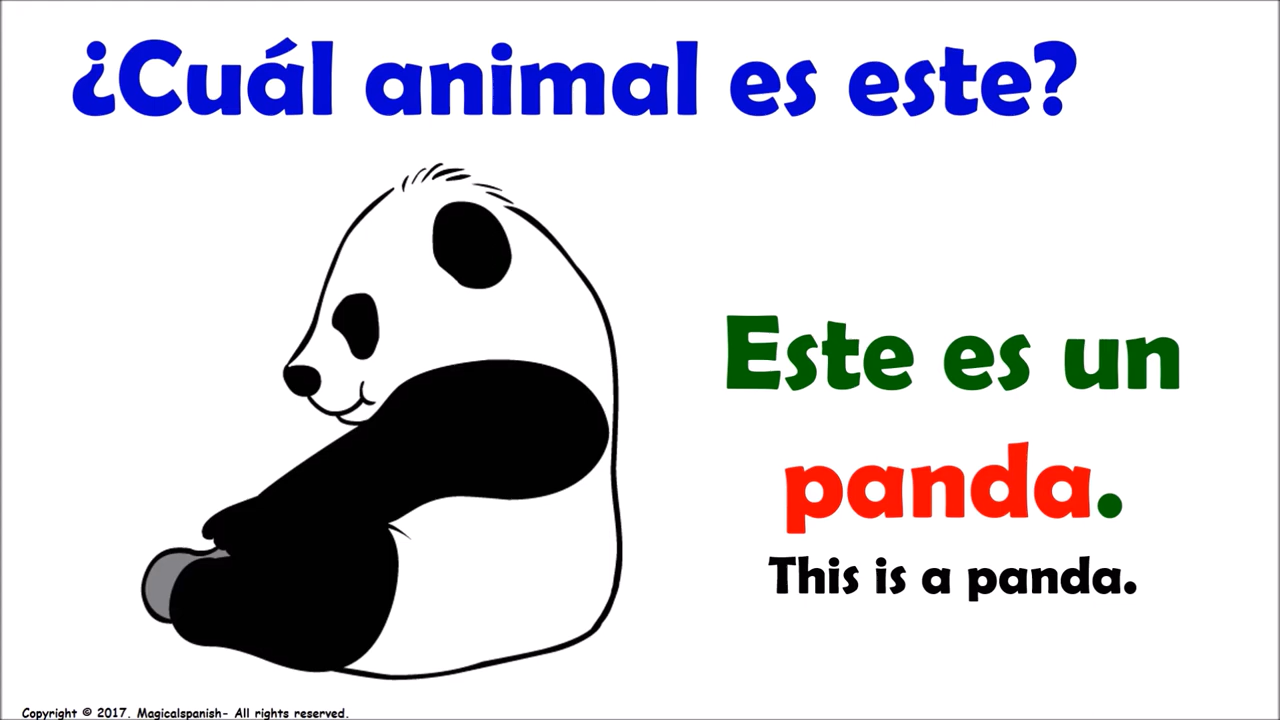 ¿Cuál animal es este?
Este es un
panda.
This is a panda.
Copyright © 2017. Magicalspanish- All rights reserved.